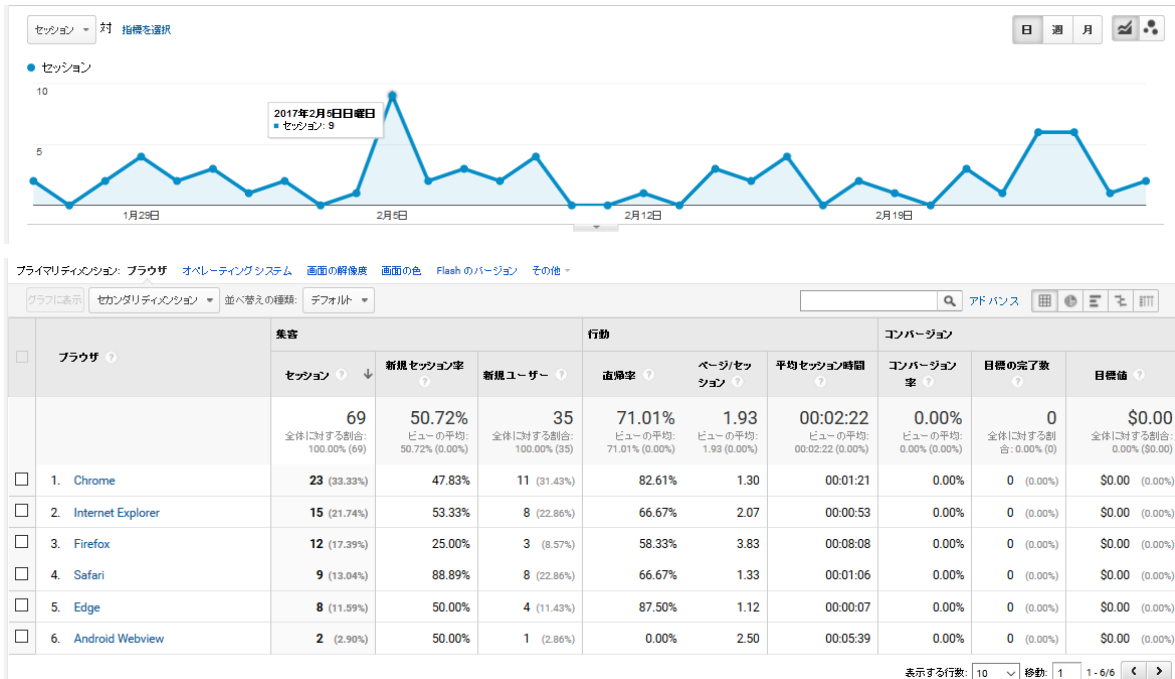 セッション 対 指標を選択 日 週 月
セッション
10
2017年2月5日日曜日
セッション: 9
5
1月29日 2月5日 2月12日 2月19日
プライマリ ディメンション: ブラウザ オペレーティング システム 画面の解像度 画面の色 Flash のバージョン その他
グラフに表示 セカンダリ ディメンション 並べ替えの種類: デフォルト アドバンス
集客 行動 コンバージョン
ブラウザ ?
セッション ? ↓ 新規セッション率 ? 新規ユーザー ? 直帰率 ? ページ/セッション ? 平均セッション時間 ? コンバージョン率 ? 目標の完了数 ? 目標値 ?
69 50.72% 35 71.01% 1.93 00:02:22 0.00% 0 $0.00
全体に対する割合: 100.00% (69) ビューの平均: 50.72% (0.00%) 全体に対する割合: 100.00% (35) ビューの平均: 71.01% (0.00%) ビューの平均: 1.93 (0.00%) ビューの平均: 00:02:22 (0.00%) ビューの平均: 0.00% (0.00%) 全体に対する割合: 0.00% (0) 全体に対する割合: 0.00% ($0.00)
1. Chrome 23 (33.33%) 47.83% 11 (31.43%) 82.61% 1.30 00:01:21 0.00% 0 (0.00%) $0.00 (0.00%)
2. Internet Explorer 15 (21.74%) 53.33% 8 (22.86%) 66.67% 2.07 00:00:53 0.00% 0 (0.00%) $0.00 (0.00%)
3. Firefox 12 (17.39%) 25.00% 3 (8.57%) 58.33% 3.83 00:08:08 0.00% 0 (0.00%) $0.00 (0.00%)
4. Safari 9 (13.04%) 88.89% 8 (22.86%) 66.67% 1.33 00:01:06 0.00% 0 (0.00%) $0.00 (0.00%)
5. Edge 8 (11.59%) 50.00% 4 (11.43%) 87.50% 1.12 00:00:07 0.00% 0 (0.00%) $0.00 (0.00%)
6. Android Webview 2 (2.90%) 50.00% 1 (2.86%) 0.00% 2.50 00:05:39 0.00% 0 (0.00%) $0.00 (0.00%)
表示する行数: 10 移動: 1 1 - 6/6